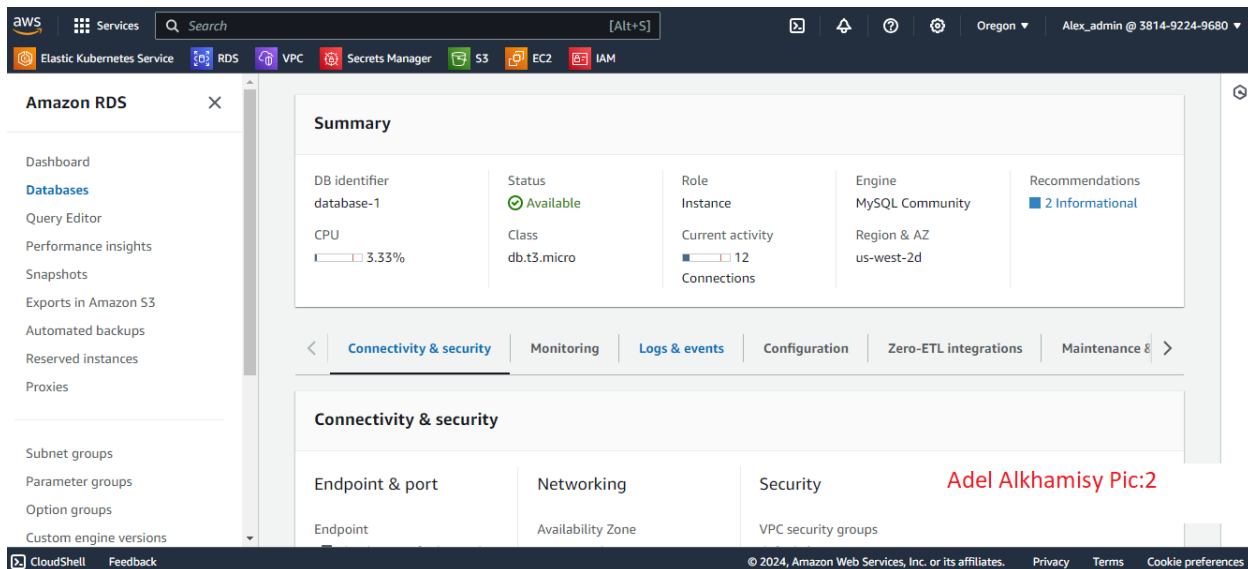 aws Services Search [Alt+S] Oregon Alex_admin @ 3814-9224-9680
Elastic Kubernetes Service RDS VPC Secrets Manager S3 EC2 IAM
Amazon RDS
Dashboard
Databases
Query Editor
Performance insights
Snapshots
Exports in Amazon S3
Automated backups
Reserved instances
Proxies
Subnet groups
Parameter groups
Option groups
Custom engine versions
Summary
DB identifier
database-1
Status
Available
Role
Instance
Engine
MySQL Community
Recommendations
2 Informational
CPU
3.33%
Class
db.t3.micro
Current activity
12
Connections
Region & AZ
us-west-2d
Connectivity & security Monitoring Logs & events Configuration Zero-ETL integrations Maintenance &
Connectivity & security
Endpoint & port
Endpoint
Networking
Availability Zone
Security
VPC security groups
Adel Alkhamisy Pic:2
CloudShell Feedback © 2024, Amazon Web Services, Inc. or its affiliates. Privacy Terms Cookie preferences